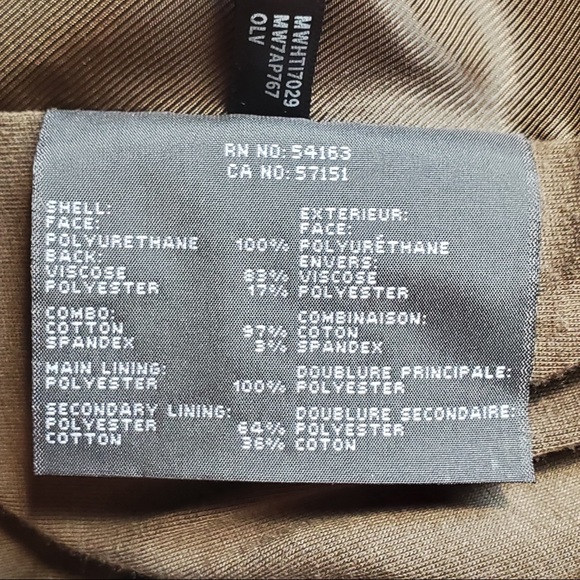 MWHTI7029
MW7AP767
OLV
RN NO: 54163
CA NO: 57151
SHELL:
FACE:
POLYURETHANE 100%
BACK:
VISCOSE 83%
POLYESTER 17%
COMBO:
COTTON 97%
SPANDEX 3%
MAIN LINING:
POLYESTER 100%
SECONDARY LINING:
POLYESTER 64%
COTTON 36%
EXTERIEUR:
FACE:
POLYURÉTHANE
ENVERS:
VISCOSE
POLYESTER
COMBINAISON:
COTON
SPANDEX
DOUBLURE PRINCIPALE:
POLYESTER
DOUBLURE SECONDAIRE:
POLYESTER
COTON